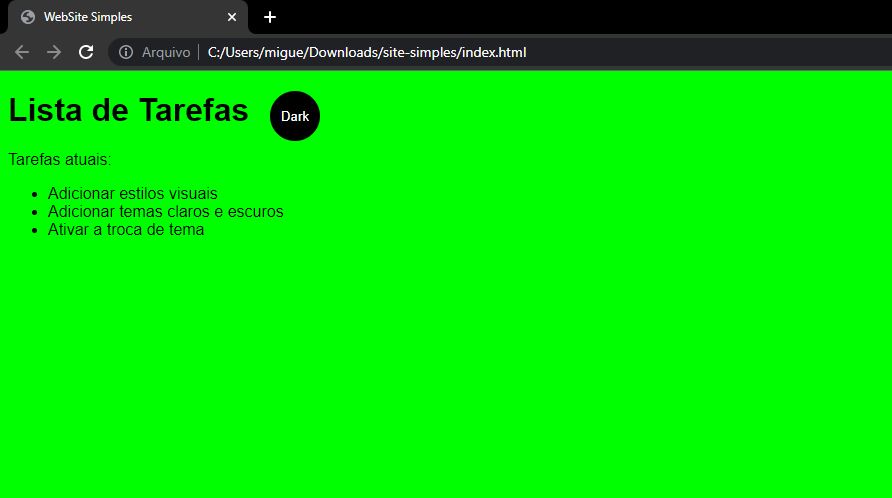 WebSite Simples
Arquivo | C:/Users/migue/Downloads/site-simples/index.html
Lista de Tarefas
Dark
Tarefas atuais:
Adicionar estilos visuais
Adicionar temas claros e escuros
Ativar a troca de tema